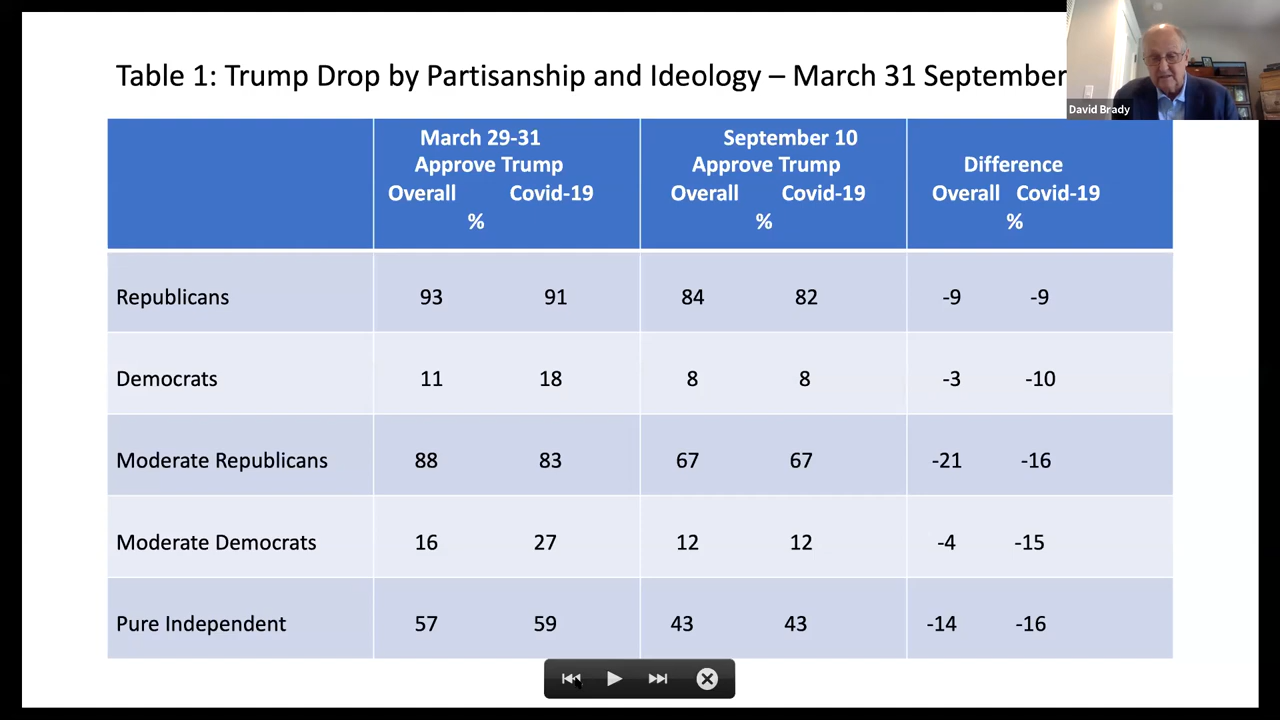 Table 1: Trump Drop by Partisanship and Ideology – March 31 September
David Brady
March 29-31 September 10
Approve Trump Approve Trump Difference
Overall Covid-19 Overall Covid-19 Overall Covid-19
% % %
Republicans 93 91 84 82 -9 -9
Democrats 11 18 8 8 -3 -10
Moderate Republicans 88 83 67 67 -21 -16
Moderate Democrats 16 27 12 12 -4 -15
Pure Independent 57 59 43 43 -14 -16